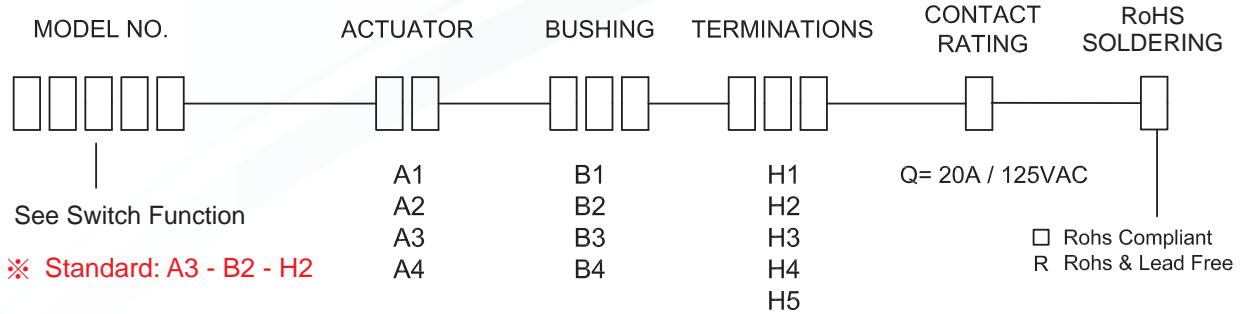 MODEL NO.
ACTUATOR
BUSHING
TERMINATIONS
CONTACT
RATING
RoHS
SOLDERING
See Switch Function
※ Standard: A3 - B2 - H2
A1
A2
A3
A4
B1
B2
B3
B4
H1
H2
H3
H4
H5
Q= 20A / 125VAC
□ Rohs Compliant
R Rohs & Lead Free